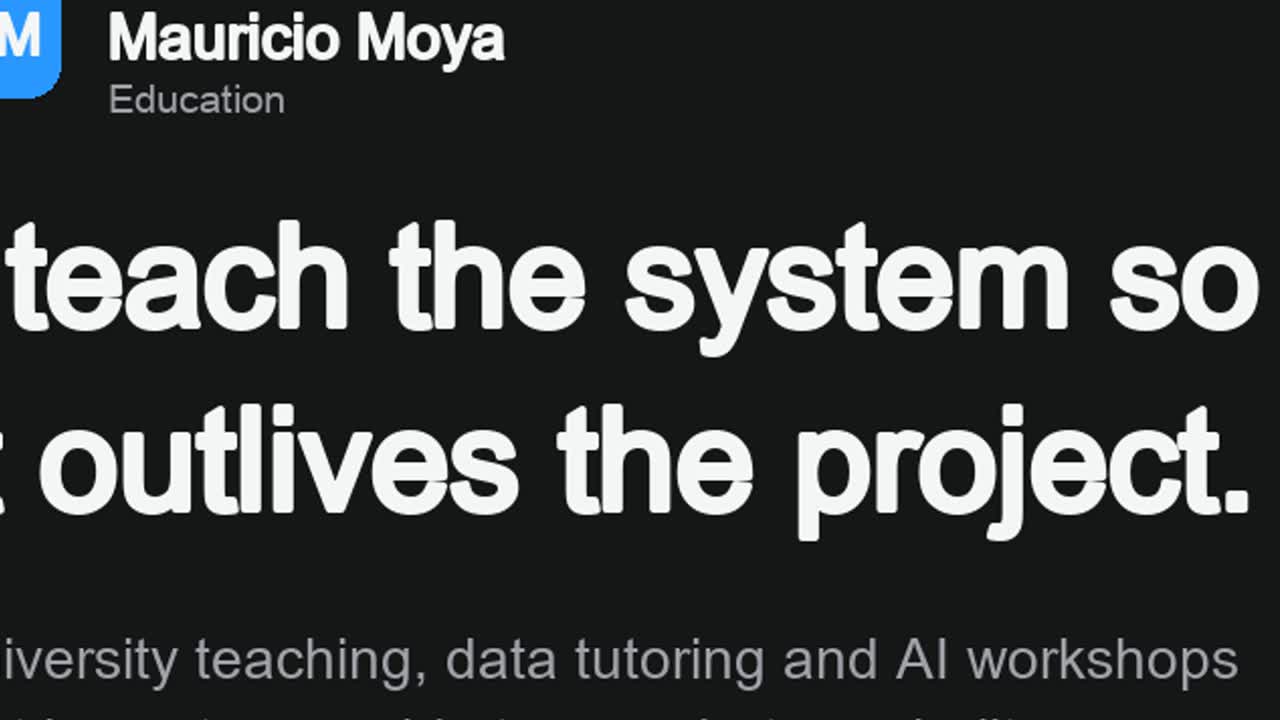 M
Mauricio Moya
Education
teach the system so
outlives the project.
iversity teaching, data tutoring and AI workshops